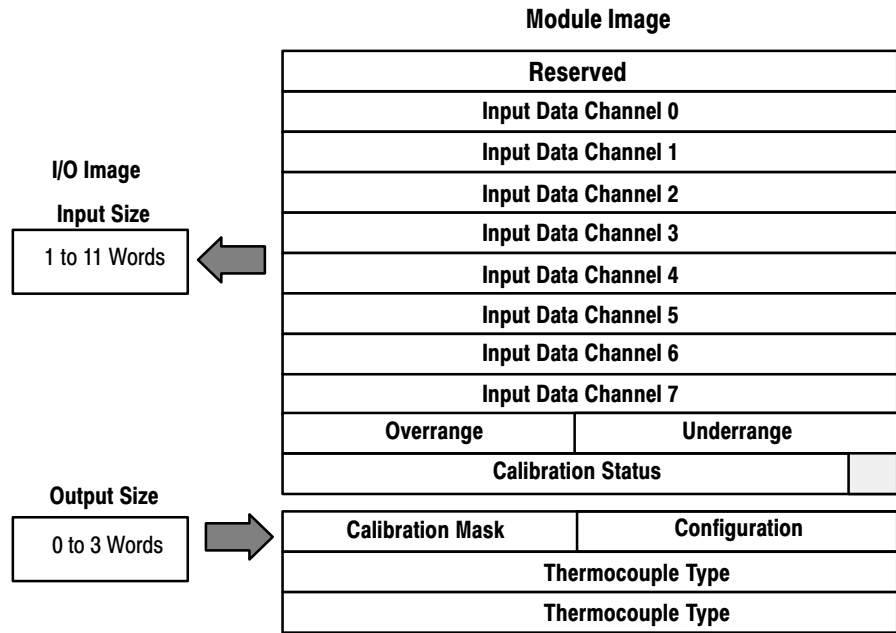 Module Image
Reserved
Input Data Channel 0
Input Data Channel 1
I/O Image
Input Data Channel 2
Input Size
Input Data Channel 3
1 to 11 Words
Input Data Channel 4
Input Data Channel 5
Input Data Channel 6
Input Data Channel 7
Overrange Underrange
Calibration Status
Output Size
0 to 3 Words
Calibration Mask Configuration
Thermocouple Type
Thermocouple Type